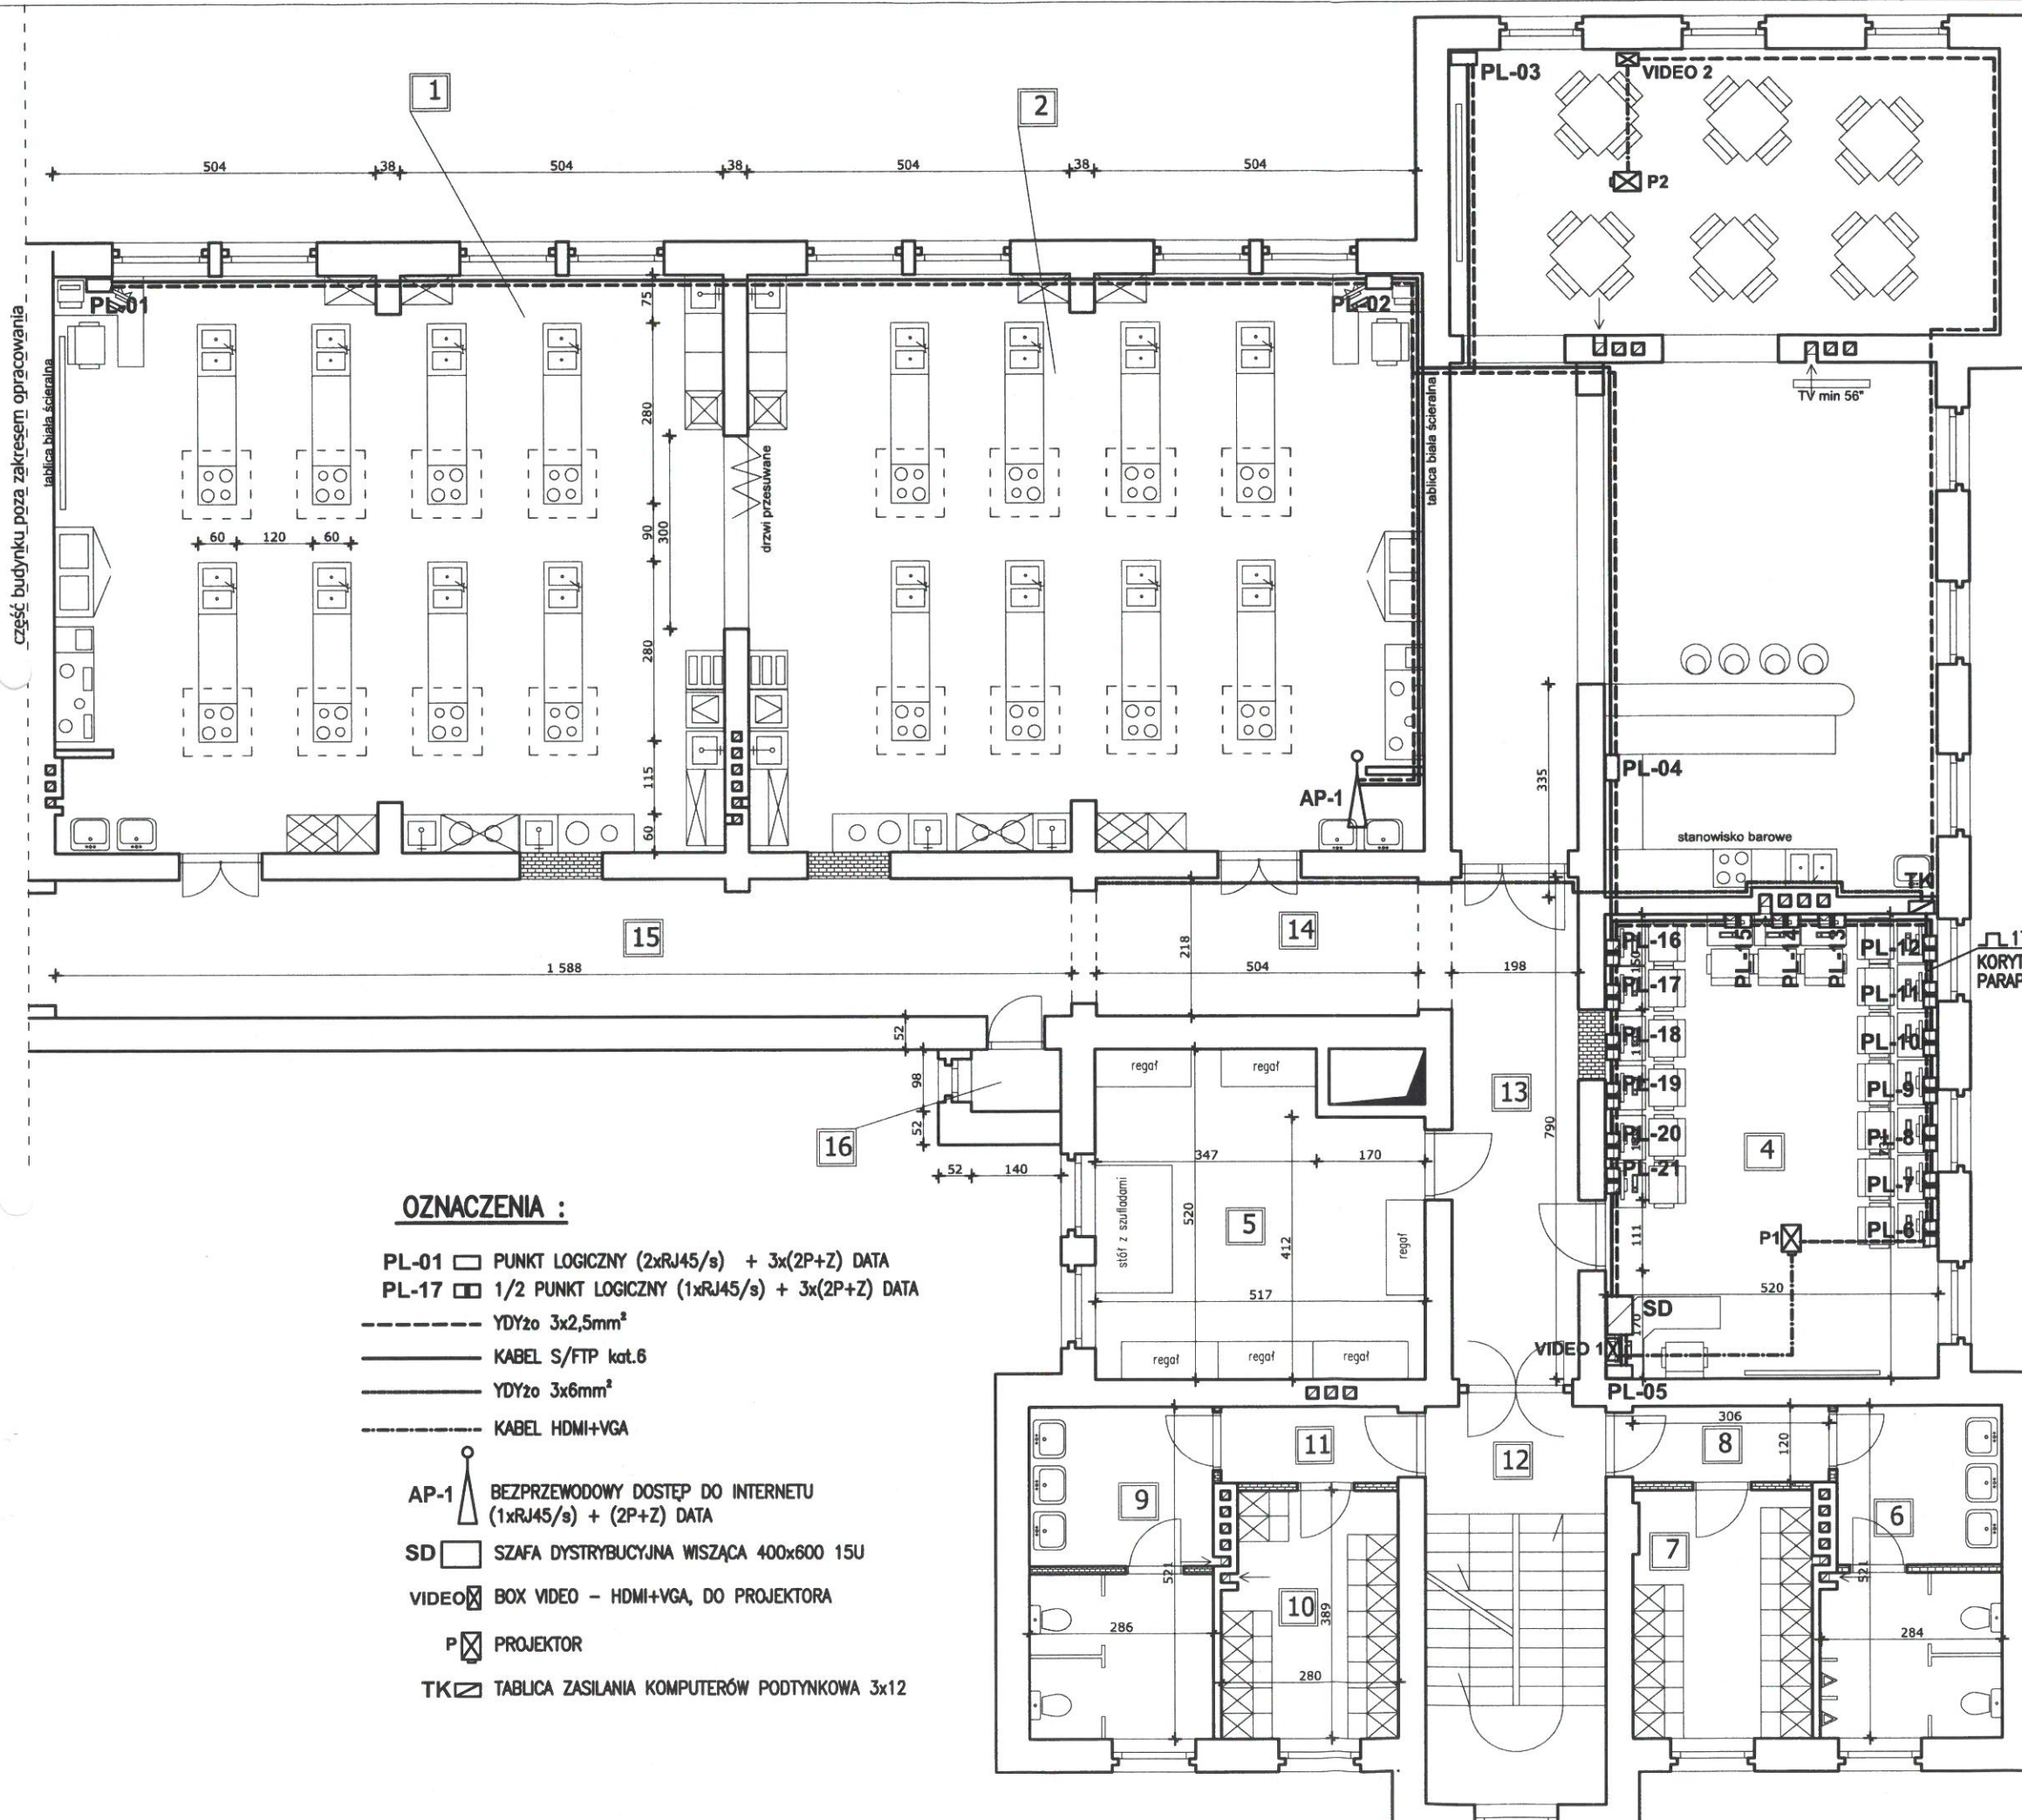 1
2
504
38
504
38
504
38
504
PL-03
VIDEO 2
P2
część budynku poza zakresem opracowania
PL-01
tablica biała ścieralna
75
280
90
300
280
115
60
60
120
60
drzwi przesuwane
PL-02
tablica biała ścieralna
TV min 56"
AP-1
335
PL-04
stanowisko barowe
TK
15
1 588
14
504
218
198
52
98
52
52
140
16
13
790
PL-16
PL-17
PL-18
PL-19
PL-20
PL-21
150
PL-15
PL-14
PL-13
PL-12
PL-11
PL-10
PL-9
PL-8
PL-7
PL-6
4
P1
111
520
SD
170
VIDEO 1
PL-05
regał
regał
347
170
stół z szufladami
520
5
412
regał
517
regał
regał
regał
OZNACZENIA :
PL-01 PUNKT LOGICZNY (2xRJ45/s) + 3x(2P+Z) DATA
PL-17 1/2 PUNKT LOGICZNY (1xRJ45/s) + 3x(2P+Z) DATA
YDYżo 3x2,5mm²
KABEL S/FTP kat.6
YDYżo 3x6mm²
KABEL HDMI+VGA
AP-1 BEZPRZEWODOWY DOSTĘP DO INTERNETU
(1xRJ45/s) + (2P+Z) DATA
SD SZAFA DYSTRYBUCYJNA WISZĄCA 400x600 15U
VIDEO BOX VIDEO – HDMI+VGA, DO PROJEKTORA
P PROJEKTOR
TK TABLICA ZASILANIA KOMPUTERÓW PODTYNKOWA 3x12
11
12
306
8
120
9
521
286
10
389
280
7
6
521
284